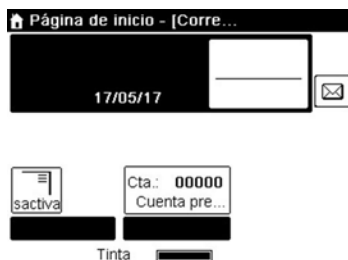 Página de inicio - [Corre...
17/05/17
sactiva
Cta.: 00000
Cuenta pre...
Tinta